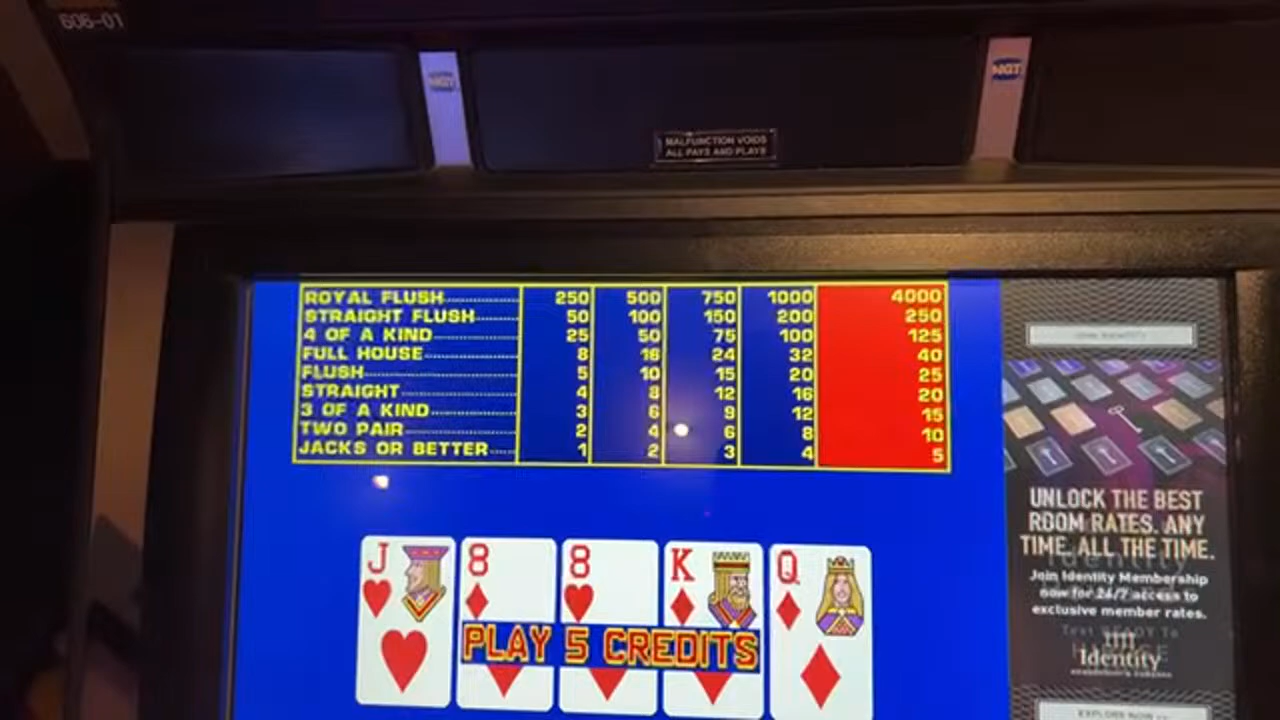 606-01
IGT
MALFUNCTION VOIDS
ALL PAYS AND PLAYS
ROYAL FLUSH 250 500 750 1000 4000
STRAIGHT FLUSH 50 100 150 200 250
4 OF A KIND 25 50 75 100 125
FULL HOUSE 8 16 24 32 40
FLUSH 5 10 15 20 25
STRAIGHT 4 8 12 16 20
3 OF A KIND 3 6 9 12 15
TWO PAIR 2 4 6 8 10
JACKS OR BETTER 1 2 3 4 5
J 8 8 K Q
PLAY 5 CREDITS
UNLOCK THE BEST
ROOM RATES. ANY
TIME. ALL THE TIME.
Join Identity Membership
now for 24/7 access to
exclusive member rates.
Identity
EXPLORE NOW